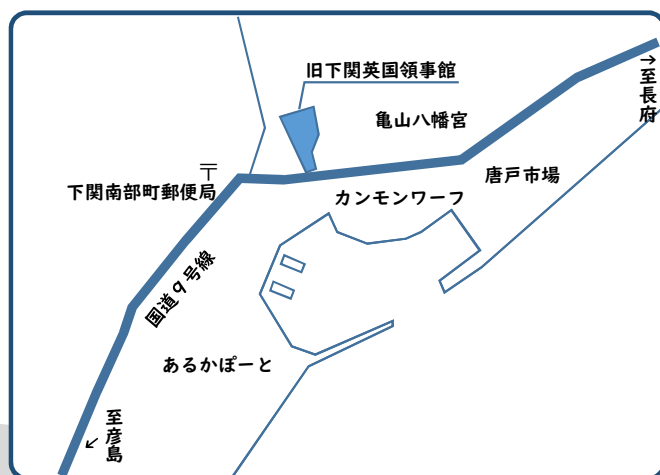 旧下関英国領事館
→至長府
亀山八幡宮
唐戸市場
〒
下関南部町郵便局
カンモンワーフ
国道9号線
あるかぽーと
至彦島
←